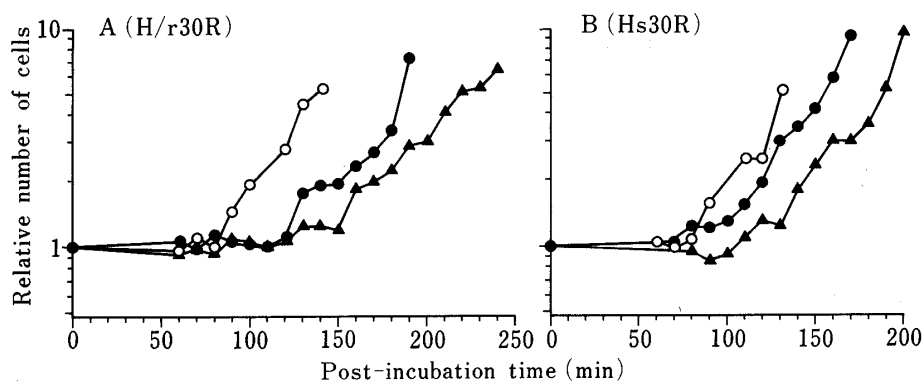 A (H/r30R)
B (Hs30R)
Relative number of cells
10
1
0 50 100 150 200 250
0 50 100 150 200
Post-incubation time (min)